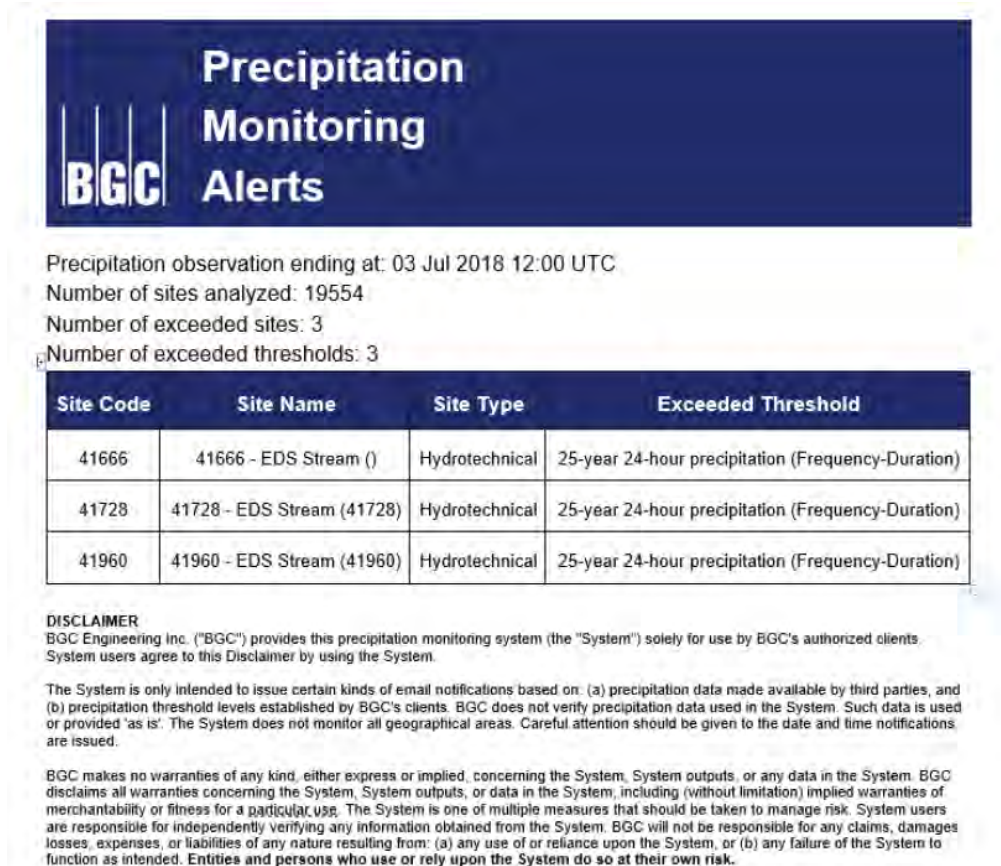 Precipitation
Monitoring
Alerts
BGC
Precipitation observation ending at: 03 Jul 2018 12:00 UTC
Number of sites analyzed: 19554
Number of exceeded sites: 3
Number of exceeded thresholds: 3
Site Code Site Name Site Type Exceeded Threshold
41666 41666 - EDS Stream () Hydrotechnical 25-year 24-hour precipitation (Frequency-Duration)
41728 41728 - EDS Stream (41728) Hydrotechnical 25-year 24-hour precipitation (Frequency-Duration)
41960 41960 - EDS Stream (41960) Hydrotechnical 25-year 24-hour precipitation (Frequency-Duration)
DISCLAIMER
BGC Engineering Inc. ("BGC") provides this precipitation monitoring system (the "System") solely for use by BGC's authorized clients.
System users agree to this Disclaimer by using the System.
The System is only intended to issue certain kinds of email notifications based on: (a) precipitation data made available by third parties, and
(b) precipitation threshold levels established by BGC's clients. BGC does not verify precipitation data used in the System. Such data is used
or provided 'as is'. The System does not monitor all geographical areas. Careful attention should be given to the date and time notifications
are issued.
BGC makes no warranties of any kind, either express or implied, concerning the System, System outputs, or any data in the System. BGC
disclaims all warranties concerning the System, System outputs, or data in the System, including (without limitation) implied warranties of
merchantability or fitness for a particular use. The System is one of multiple measures that should be taken to manage risk. System users
are responsible for independently verifying any information obtained from the System. BGC will not be responsible for any claims, damages
losses, expenses, or liabilities of any nature resulting from: (a) any use of or reliance upon the System, or (b) any failure of the System to
function as intended. Entities and persons who use or rely upon the System do so at their own risk.